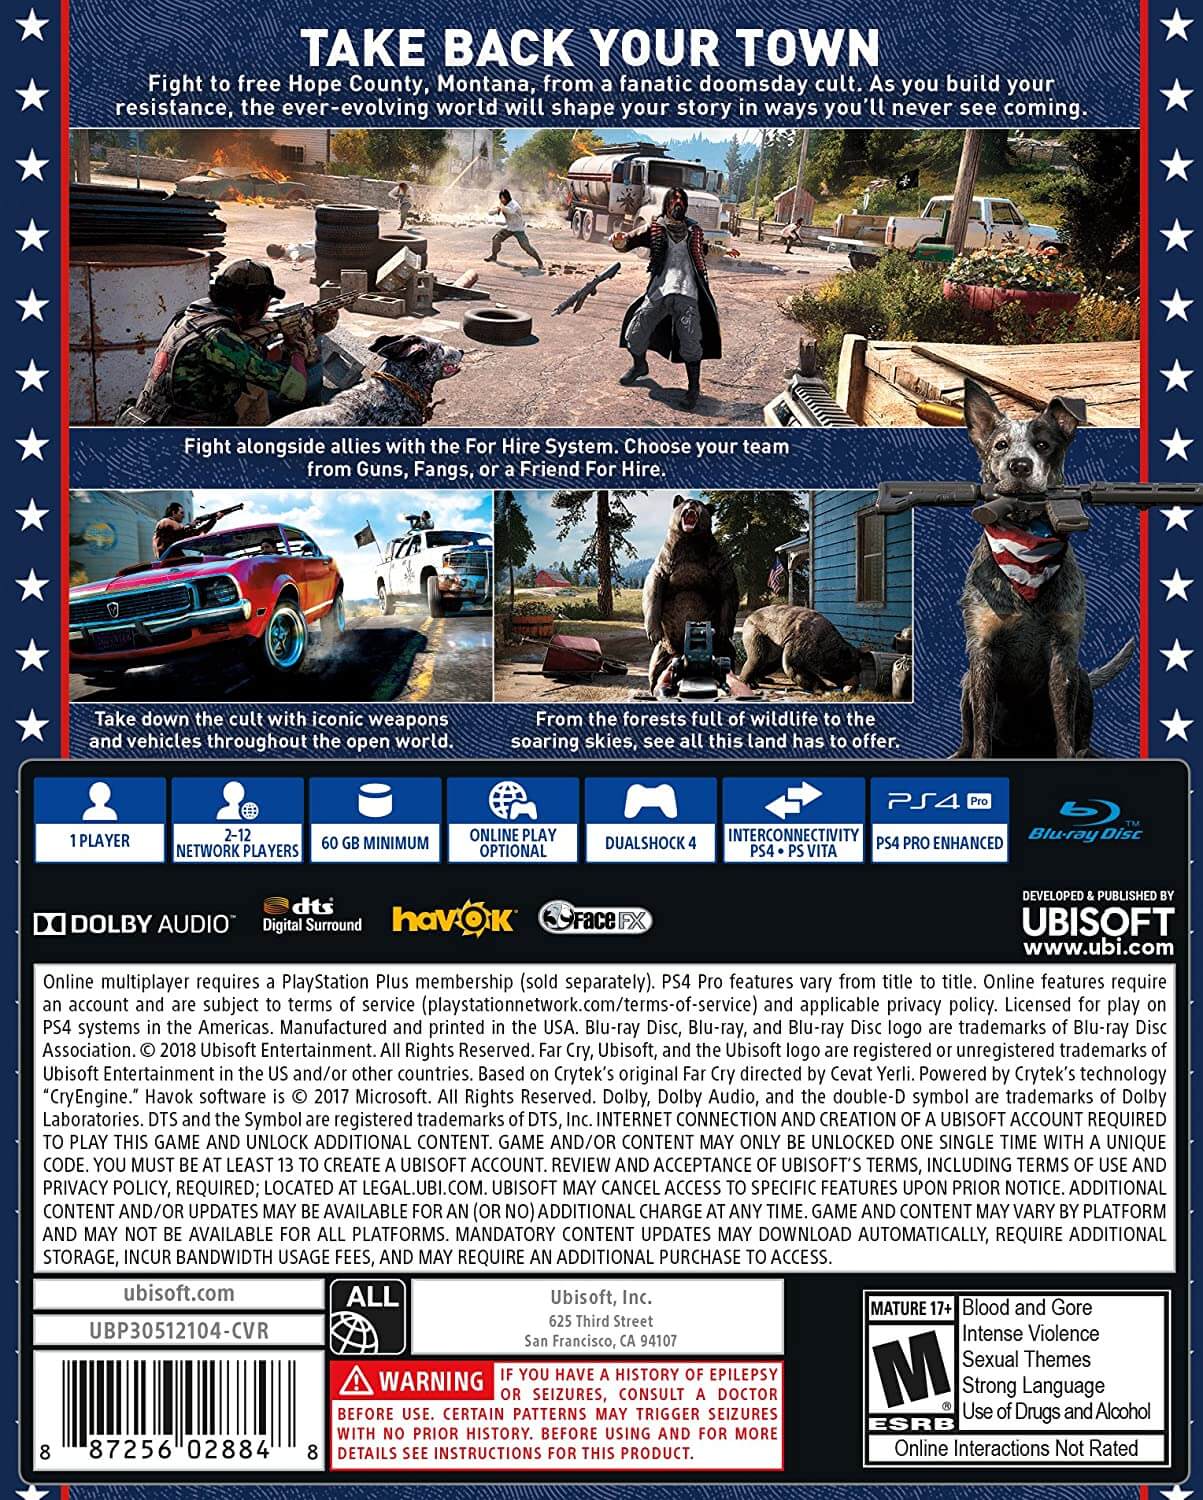 TAKE BACK YOUR TOWN
Fight to free Hope County, Montana, from a fanatic doomsday cult. As you build your
resistance, the ever-evolving world will shape your story in ways you'll never see coming.
Fight alongside allies with the For Hire System. Choose your team
from Guns, Fangs, or a Friend For Hire.
Take down the cult with iconic weapons
and vehicles throughout the open world.
From the forests full of wildlife to the
soaring skies, see all this land has to offer.
1 PLAYER
2-12
NETWORK PLAYERS
60 GB MINIMUM
ONLINE PLAY
OPTIONAL
DUALSHOCK 4
INTERCONNECTIVITY
PS4 • PS VITA
PS4 Pro
PS4 PRO ENHANCED
Blu-ray Disc™
DOLBY AUDIO™
dts
Digital Surround
havok
FaceFX
DEVELOPED & PUBLISHED BY
UBISOFT
www.ubi.com
Online multiplayer requires a PlayStation Plus membership (sold separately). PS4 Pro features vary from title to title. Online features require
an account and are subject to terms of service (playstationnetwork.com/terms-of-service) and applicable privacy policy. Licensed for play on
PS4 systems in the Americas. Manufactured and printed in the USA. Blu-ray Disc, Blu-ray, and Blu-ray Disc logo are trademarks of Blu-ray Disc
Association. © 2018 Ubisoft Entertainment. All Rights Reserved. Far Cry, Ubisoft, and the Ubisoft logo are registered or unregistered trademarks of
Ubisoft Entertainment in the US and/or other countries. Based on Crytek's original Far Cry directed by Cevat Yerli. Powered by Crytek's technology
"CryEngine." Havok software is © 2017 Microsoft. All Rights Reserved. Dolby, Dolby Audio, and the double-D symbol are trademarks of Dolby
Laboratories. DTS and the Symbol are registered trademarks of DTS, Inc. INTERNET CONNECTION AND CREATION OF A UBISOFT ACCOUNT REQUIRED
TO PLAY THIS GAME AND UNLOCK ADDITIONAL CONTENT. GAME AND/OR CONTENT MAY ONLY BE UNLOCKED ONE SINGLE TIME WITH A UNIQUE
CODE. YOU MUST BE AT LEAST 13 TO CREATE A UBISOFT ACCOUNT. REVIEW AND ACCEPTANCE OF UBISOFT'S TERMS, INCLUDING TERMS OF USE AND
PRIVACY POLICY, REQUIRED; LOCATED AT LEGAL.UBI.COM. UBISOFT MAY CANCEL ACCESS TO SPECIFIC FEATURES UPON PRIOR NOTICE. ADDITIONAL
CONTENT AND/OR UPDATES MAY BE AVAILABLE FOR AN (OR NO) ADDITIONAL CHARGE AT ANY TIME. GAME AND CONTENT MAY VARY BY PLATFORM
AND MAY NOT BE AVAILABLE FOR ALL PLATFORMS. MANDATORY CONTENT UPDATES MAY DOWNLOAD AUTOMATICALLY, REQUIRE ADDITIONAL
STORAGE, INCUR BANDWIDTH USAGE FEES, AND MAY REQUIRE AN ADDITIONAL PURCHASE TO ACCESS.
ubisoft.com
UBP30512104-CVR
ALL
Ubisoft, Inc.
625 Third Street
San Francisco, CA 94107
8 87256 02884 8
WARNING IF YOU HAVE A HISTORY OF EPILEPSY
OR SEIZURES, CONSULT A DOCTOR
BEFORE USE. CERTAIN PATTERNS MAY TRIGGER SEIZURES
WITH NO PRIOR HISTORY. BEFORE USING AND FOR MORE
DETAILS SEE INSTRUCTIONS FOR THIS PRODUCT.
MATURE 17+
M®
ESRB
Blood and Gore
Intense Violence
Sexual Themes
Strong Language
Use of Drugs and Alcohol
Online Interactions Not Rated